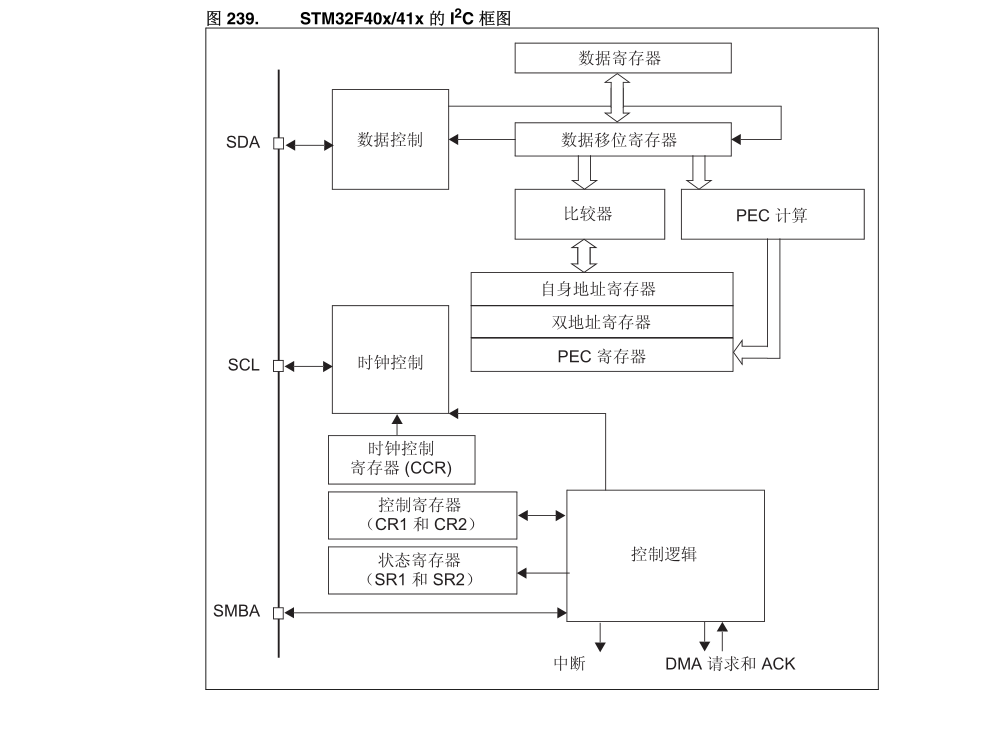 图 239. STM32F40x/41x 的 I²C 框图
数据寄存器
SDA
数据控制
数据移位寄存器
比较器
PEC 计算
自身地址寄存器
双地址寄存器
PEC 寄存器
SCL
时钟控制
时钟控制
寄存器 (CCR)
控制寄存器
（CR1 和 CR2）
状态寄存器
（SR1 和 SR2）
控制逻辑
SMBA
中断
DMA 请求和 ACK